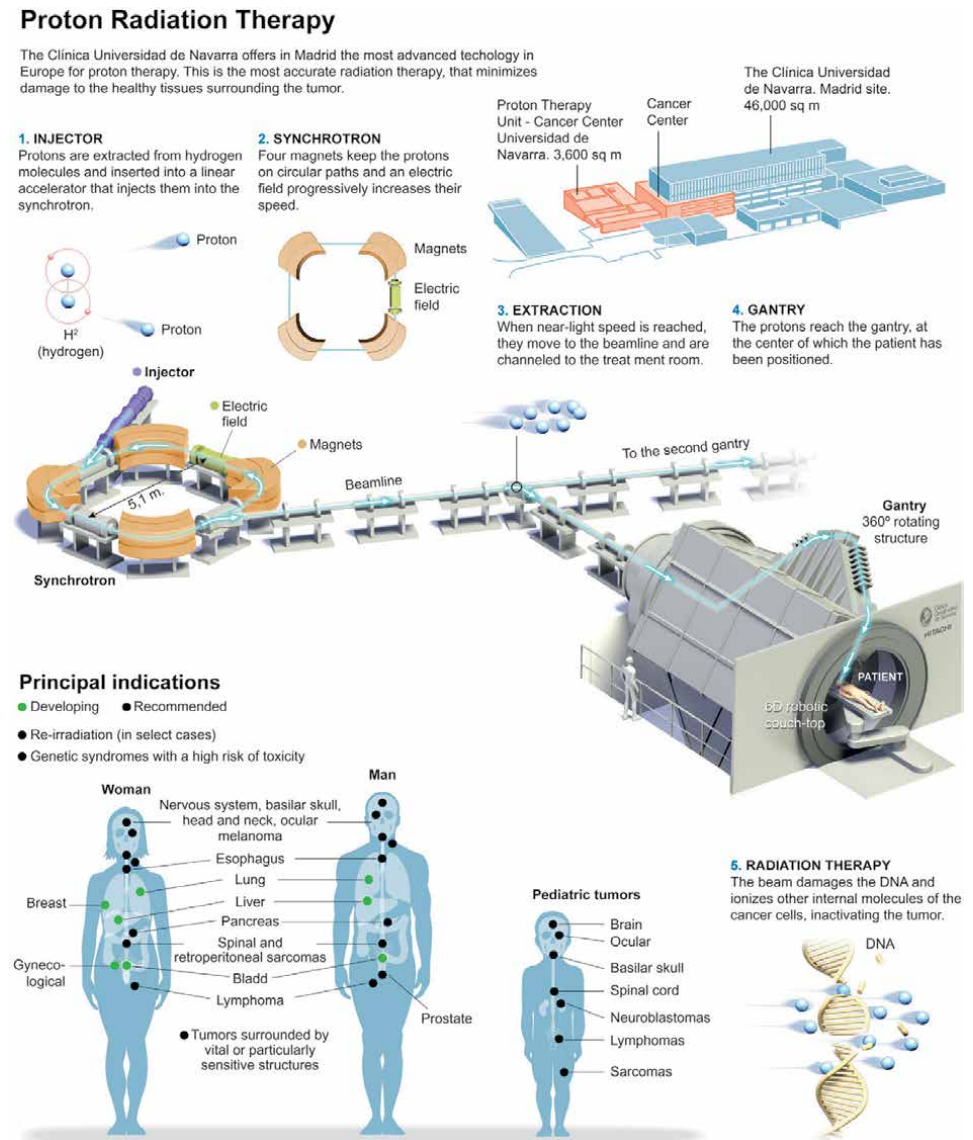 Proton Radiation Therapy
The Clínica Universidad de Navarra offers in Madrid the most advanced techology in
Europe for proton therapy. This is the most accurate radiation therapy, that minimizes
damage to the healthy tissues surrounding the tumor.
1. INJECTOR
Protons are extracted from hydrogen
molecules and inserted into a linear
accelerator that injects them into the
synchrotron.
Proton
Proton
H²
(hydrogen)
2. SYNCHROTRON
Four magnets keep the protons
on circular paths and an electric
field progressively increases their
speed.
Magnets
Electric
field
Proton Therapy
Unit - Cancer Center
Universidad de
Navarra. 3,600 sq m
Cancer
Center
The Clínica Universidad
de Navarra. Madrid site.
46,000 sq m
3. EXTRACTION
When near-light speed is reached,
they move to the beamline and are
channeled to the treat ment room.
4. GANTRY
The protons reach the gantry, at
the center of which the patient has
been positioned.
Injector
Electric
field
Magnets
5,1 m.
Synchrotron
Beamline
To the second gantry
Gantry
360º rotating
structure
Clínica
Universidad
de Navarra
HITACHI
PATIENT
6D robotic
couch-top
Principal indications
Developing
Recommended
Re-irradiation (in select cases)
Genetic syndromes with a high risk of toxicity
Woman
Man
Nervous system, basilar skull,
head and neck, ocular
melanoma
Esophagus
Lung
Breast
Liver
Pancreas
Spinal and
retroperitoneal sarcomas
Gyneco-
logical
Bladd
Lymphoma
Prostate
Tumors surrounded by
vital or particularly
sensitive structures
Pediatric tumors
Brain
Ocular
Basilar skull
Spinal cord
Neuroblastomas
Lymphomas
Sarcomas
5. RADIATION THERAPY
The beam damages the DNA and
ionizes other internal molecules of the
cancer cells, inactivating the tumor.
DNA